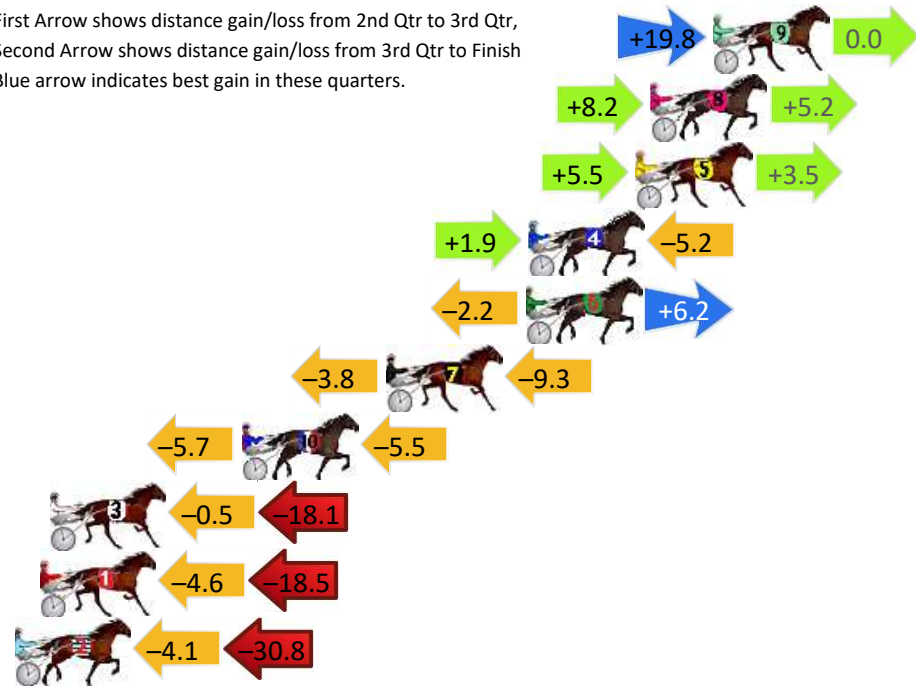 First Arrow shows distance gain/loss from 2nd Qtr to 3rd Qtr,
Second Arrow shows distance gain/loss from 3rd Qtr to Finish
Blue arrow indicates best gain in these quarters.
+19.8 9 0.0
+8.2 8 +5.2
+5.5 5 +3.5
+1.9 4 −5.2
−2.2 6 +6.2
−3.8 7 −9.3
−5.7 10 −5.5
3 −0.5 −18.1
1 −4.6 −18.5
2 −4.1 −30.8